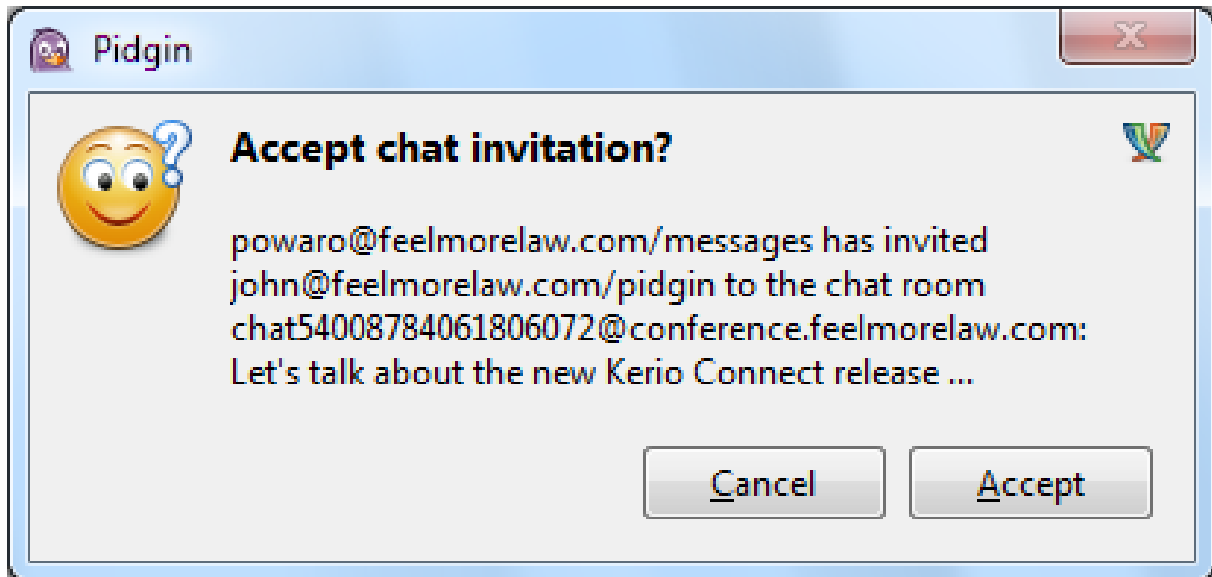 Pidgin
Accept chat invitation?
powaro@feelmorelaw.com/messages has invited
john@feelmorelaw.com/pidgin to the chat room
chat54008784061806072@conference.feelmorelaw.com:
Let's talk about the new Kerio Connect release ...
Cancel Accept